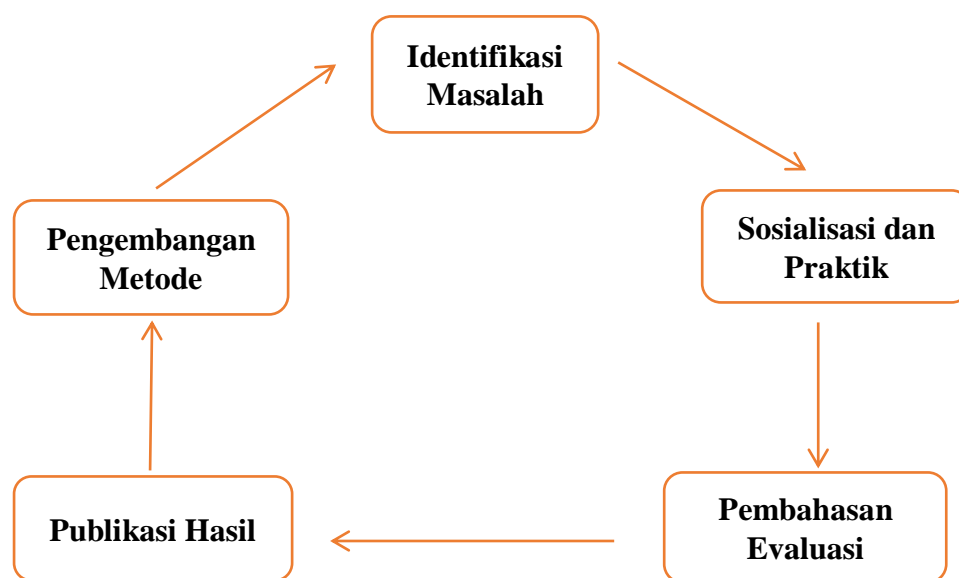 Identifikasi
Masalah
Sosialisasi dan
Praktik
Pengembangan
Metode
Pembahasan
Evaluasi
Publikasi Hasil